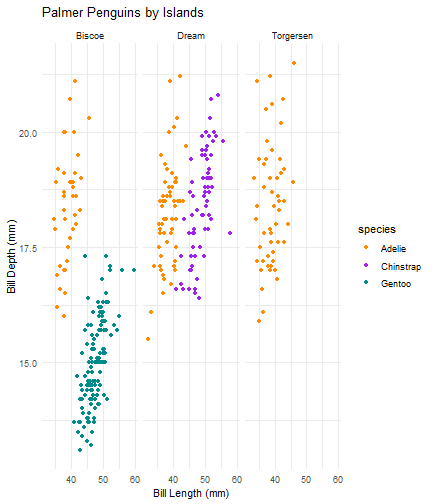 Palmer Penguins by Islands
Biscoe Dream Torgersen
20.0
17.5
15.0
Bill Depth (mm)
40 50 60 40 50 60 40 50 60
Bill Length (mm)
species
Adelie
Chinstrap
Gentoo